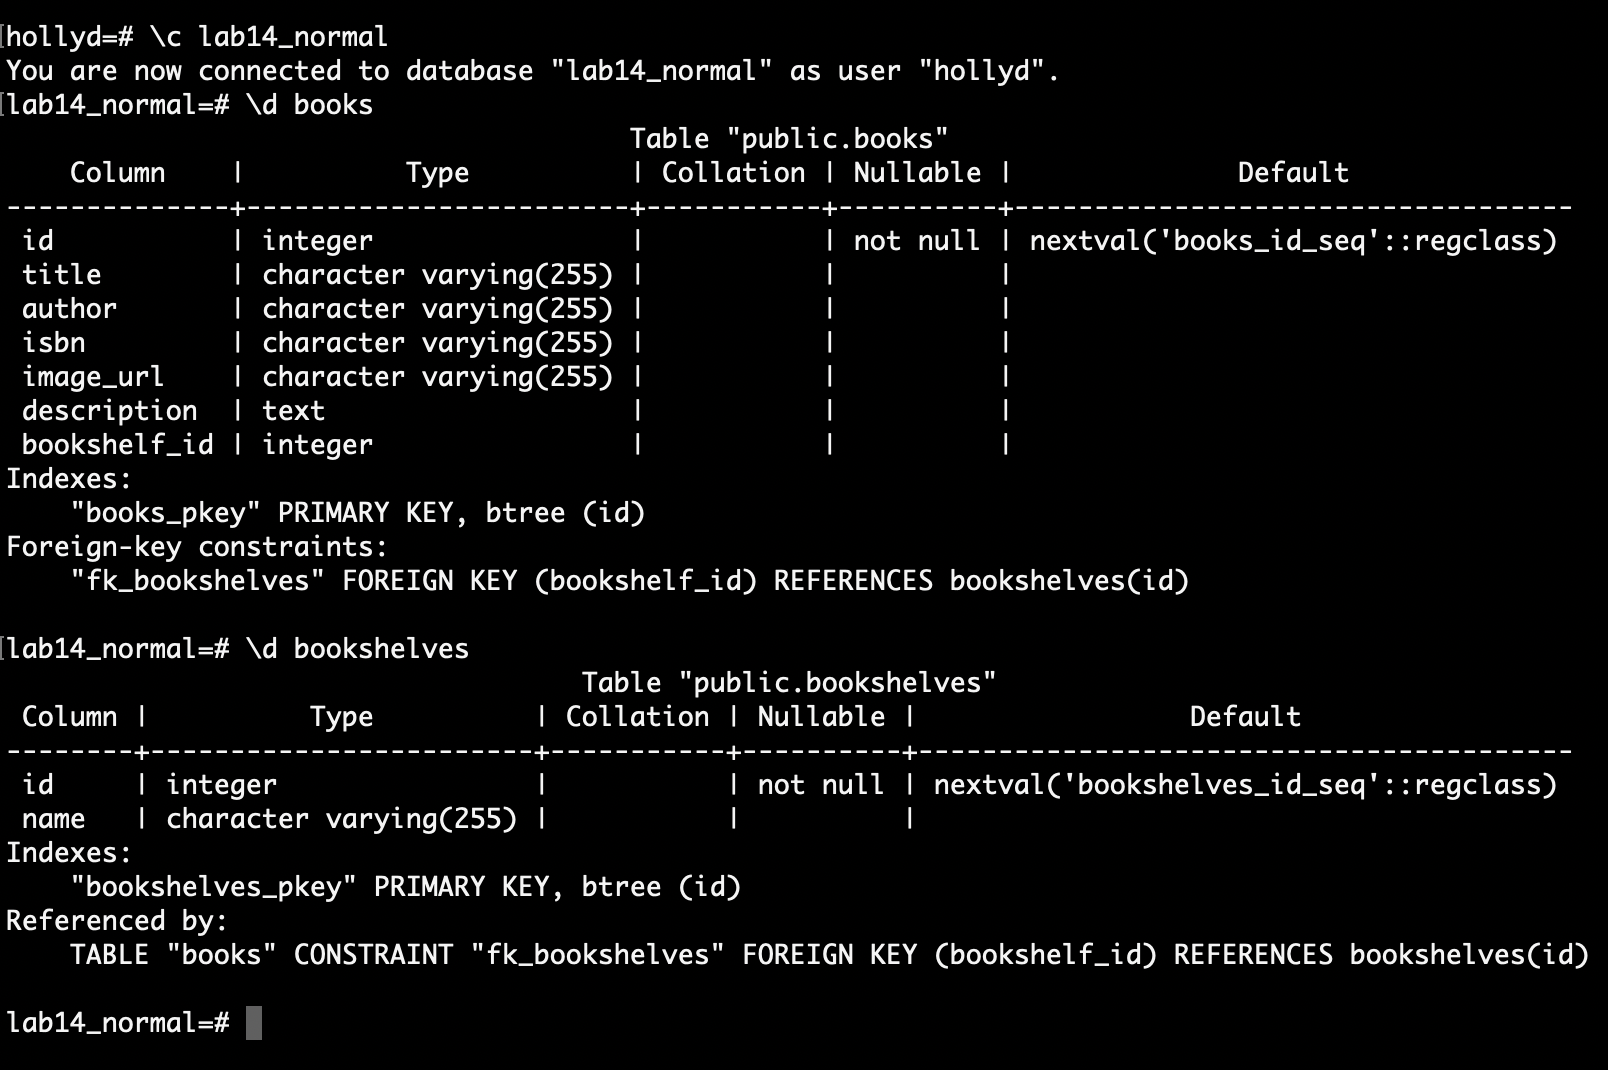 hollyd=# \c lab14_normal
You are now connected to database "lab14_normal" as user "hollyd".
lab14_normal=# \d books
                              Table "public.books"
    Column    |          Type          | Collation | Nullable |              Default
--------------+------------------------+-----------+----------+-----------------------------------
 id           | integer                |           | not null | nextval('books_id_seq'::regclass)
 title        | character varying(255) |           |          |
 author       | character varying(255) |           |          |
 isbn         | character varying(255) |           |          |
 image_url    | character varying(255) |           |          |
 description  | text                   |           |          |
 bookshelf_id | integer                |           |          |
Indexes:
    "books_pkey" PRIMARY KEY, btree (id)
Foreign-key constraints:
    "fk_bookshelves" FOREIGN KEY (bookshelf_id) REFERENCES bookshelves(id)

lab14_normal=# \d bookshelves
                                    Table "public.bookshelves"
 Column |          Type          | Collation | Nullable |                 Default
--------+------------------------+-----------+----------+-----------------------------------------
 id     | integer                |           | not null | nextval('bookshelves_id_seq'::regclass)
 name   | character varying(255) |           |          |
Indexes:
    "bookshelves_pkey" PRIMARY KEY, btree (id)
Referenced by:
    TABLE "books" CONSTRAINT "fk_bookshelves" FOREIGN KEY (bookshelf_id) REFERENCES bookshelves(id)

lab14_normal=#